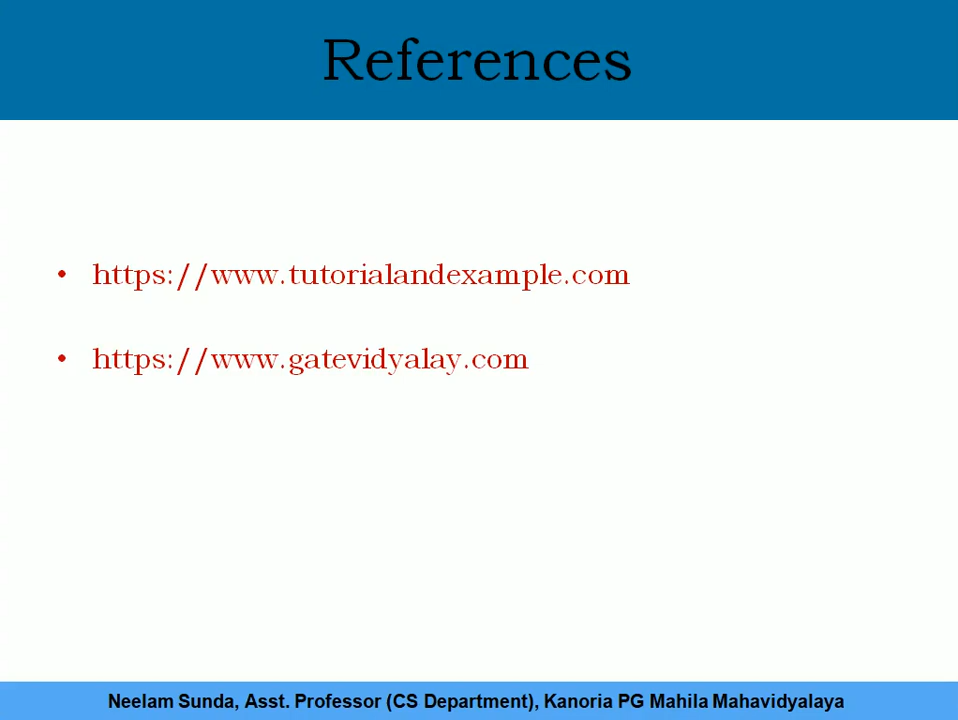 References
• https://www.tutorialandexample.com
• https://www.gatevidyalay.com
Neelam Sunda, Asst. Professor (CS Department), Kanoria PG Mahila Mahavidyalaya